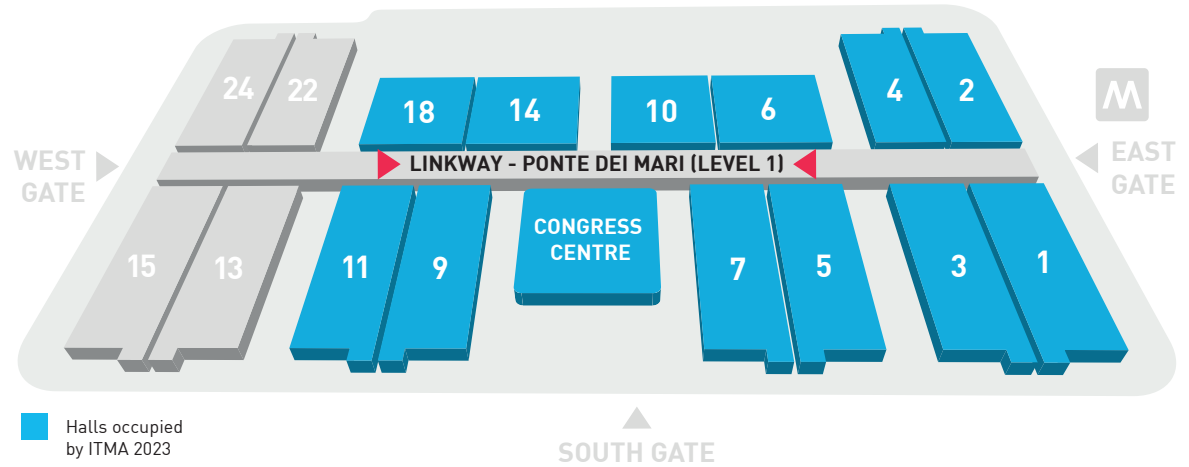 24
22
18
14
10
6
4
2
M
WEST
GATE
LINKWAY - PONTE DEI MARI (LEVEL 1)
EAST
GATE
15
13
11
9
CONGRESS
CENTRE
7
5
3
1
Halls occupied
by ITMA 2023
SOUTH GATE